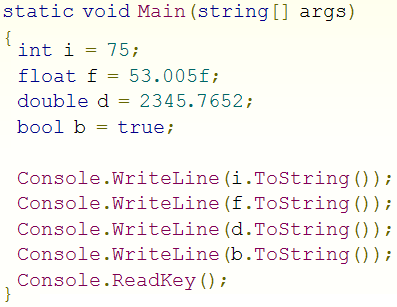 static void Main(string[] args)
{
int i = 75;
float f = 53.005f;
double d = 2345.7652;
bool b = true;
Console.WriteLine(i.ToString());
Console.WriteLine(f.ToString());
Console.WriteLine(d.ToString());
Console.WriteLine(b.ToString());
Console.ReadKey();
}